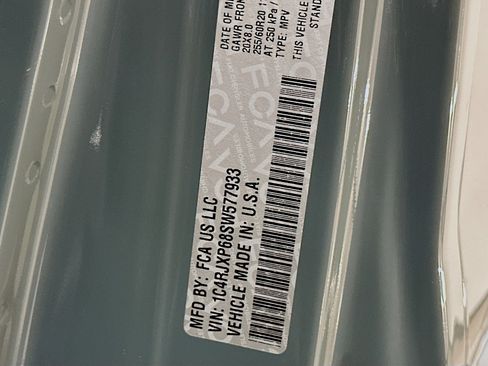 DATE OF M
GAWR FRON
20X8.0
255/60R20 1
AT 250 kPa /
TYPE: MPV
THIS VEHICLE
STAND
MFD BY: FCA US LLC
VIN: 1C4RJXP68SW577933
VEHICLE MADE IN: U.S.A.